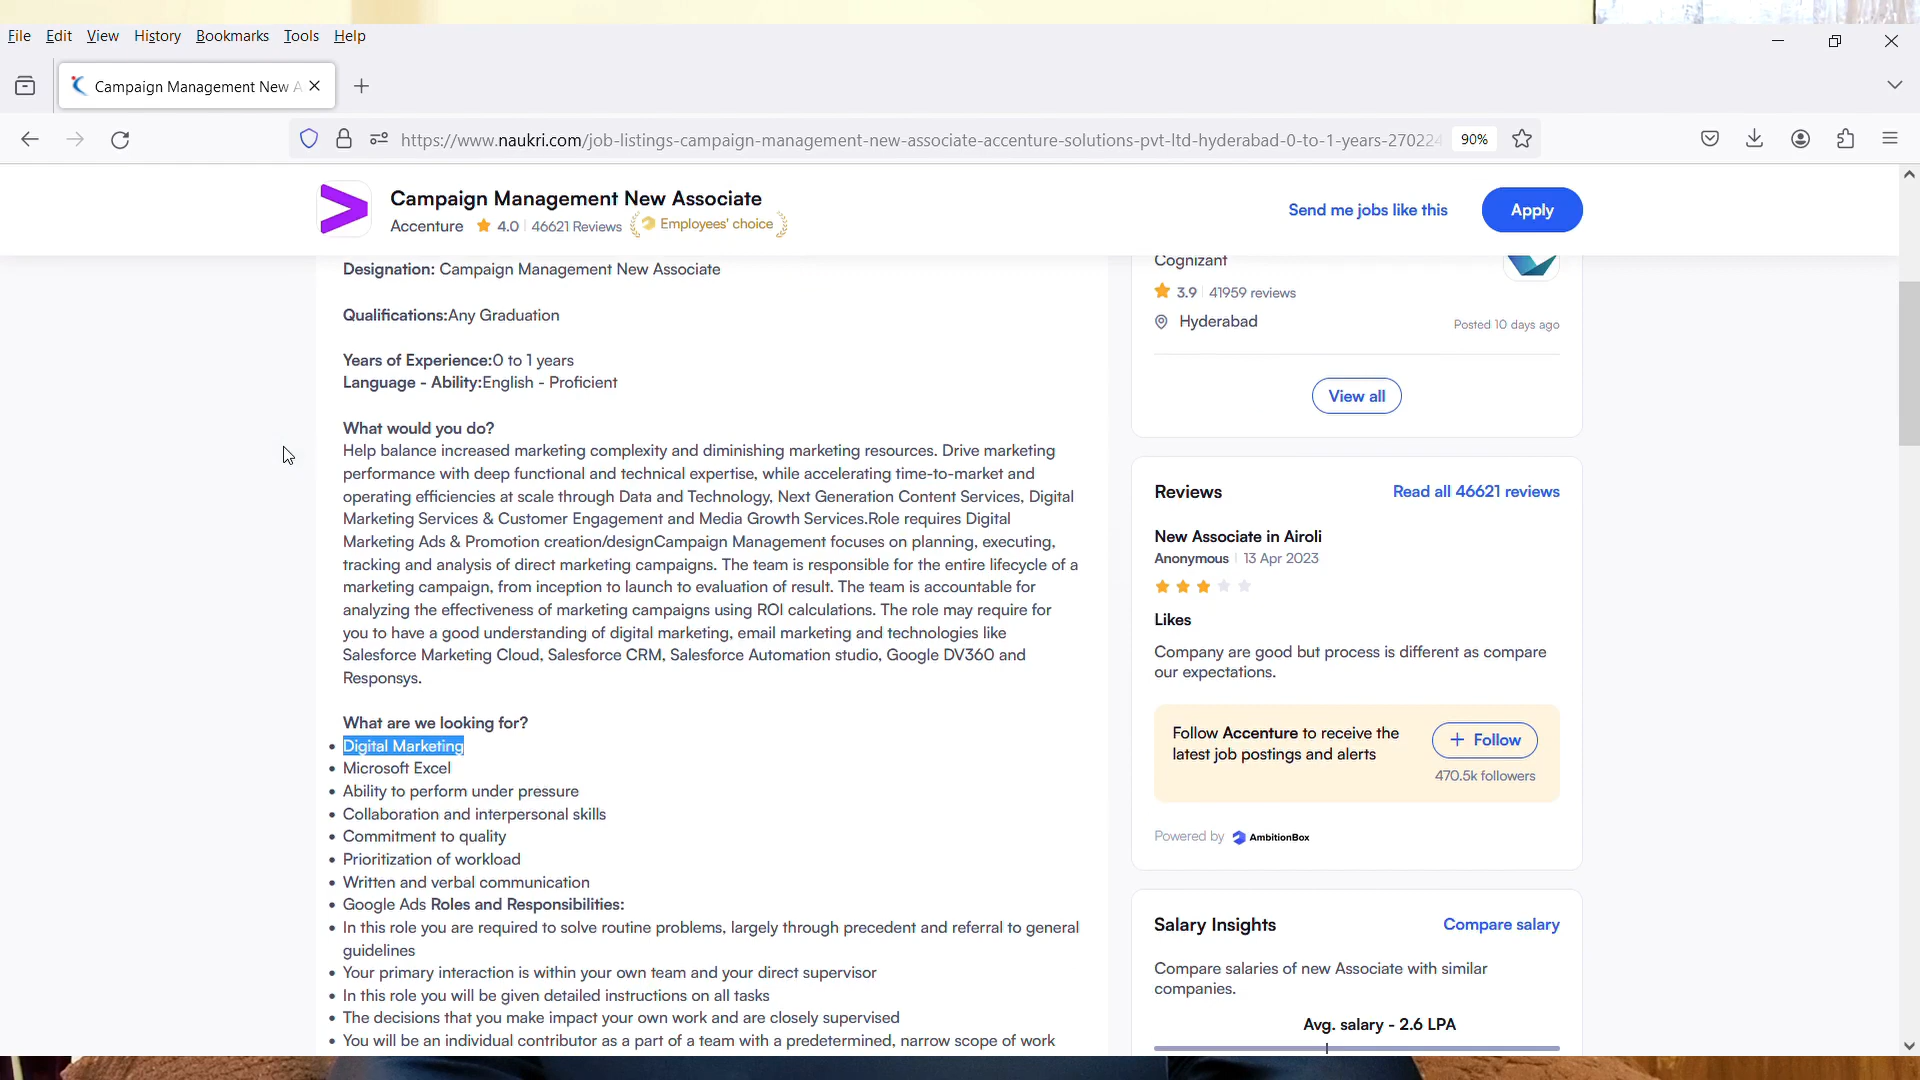 File Edit View History Bookmarks Tools Help
Campaign Management New A
https://www.naukri.com/job-listings-campaign-management-new-associate-accenture-solutions-pvt-ltd-hyderabad-0-to-1-years-270224
90%
Campaign Management New Associate
Accenture 4.0 46621 Reviews Employees' choice
Send me jobs like this
Apply
Designation: Campaign Management New Associate
Qualifications:Any Graduation
Years of Experience:0 to 1 years
Language - Ability:English - Proficient
What would you do?
Help balance increased marketing complexity and diminishing marketing resources. Drive marketing
performance with deep functional and technical expertise, while accelerating time-to-market and
operating efficiencies at scale through Data and Technology, Next Generation Content Services, Digital
Marketing Services & Customer Engagement and Media Growth Services.Role requires Digital
Marketing Ads & Promotion creation/designCampaign Management focuses on planning, executing,
tracking and analysis of direct marketing campaigns. The team is responsible for the entire lifecycle of a
marketing campaign, from inception to launch to evaluation of result. The team is accountable for
analyzing the effectiveness of marketing campaigns using ROI calculations. The role may require for
you to have a good understanding of digital marketing, email marketing and technologies like
Salesforce Marketing Cloud, Salesforce CRM, Salesforce Automation studio, Google DV360 and
Responsys.
What are we looking for?
• Digital Marketing
• Microsoft Excel
• Ability to perform under pressure
• Collaboration and interpersonal skills
• Commitment to quality
• Prioritization of workload
• Written and verbal communication
• Google Ads Roles and Responsibilities:
• In this role you are required to solve routine problems, largely through precedent and referral to general
guidelines
• Your primary interaction is within your own team and your direct supervisor
• In this role you will be given detailed instructions on all tasks
• The decisions that you make impact your own work and are closely supervised
• You will be an individual contributor as a part of a team with a predetermined, narrow scope of work
Cognizant
3.9 41959 reviews
Hyderabad
Posted 10 days ago
View all
Reviews
Read all 46621 reviews
New Associate in Airoli
Anonymous 13 Apr 2023
Likes
Company are good but process is different as compare
our expectations.
Follow Accenture to receive the
latest job postings and alerts
+ Follow
470.5k followers
Powered by AmbitionBox
Salary Insights
Compare salary
Compare salaries of new Associate with similar
companies.
Avg. salary - 2.6 LPA